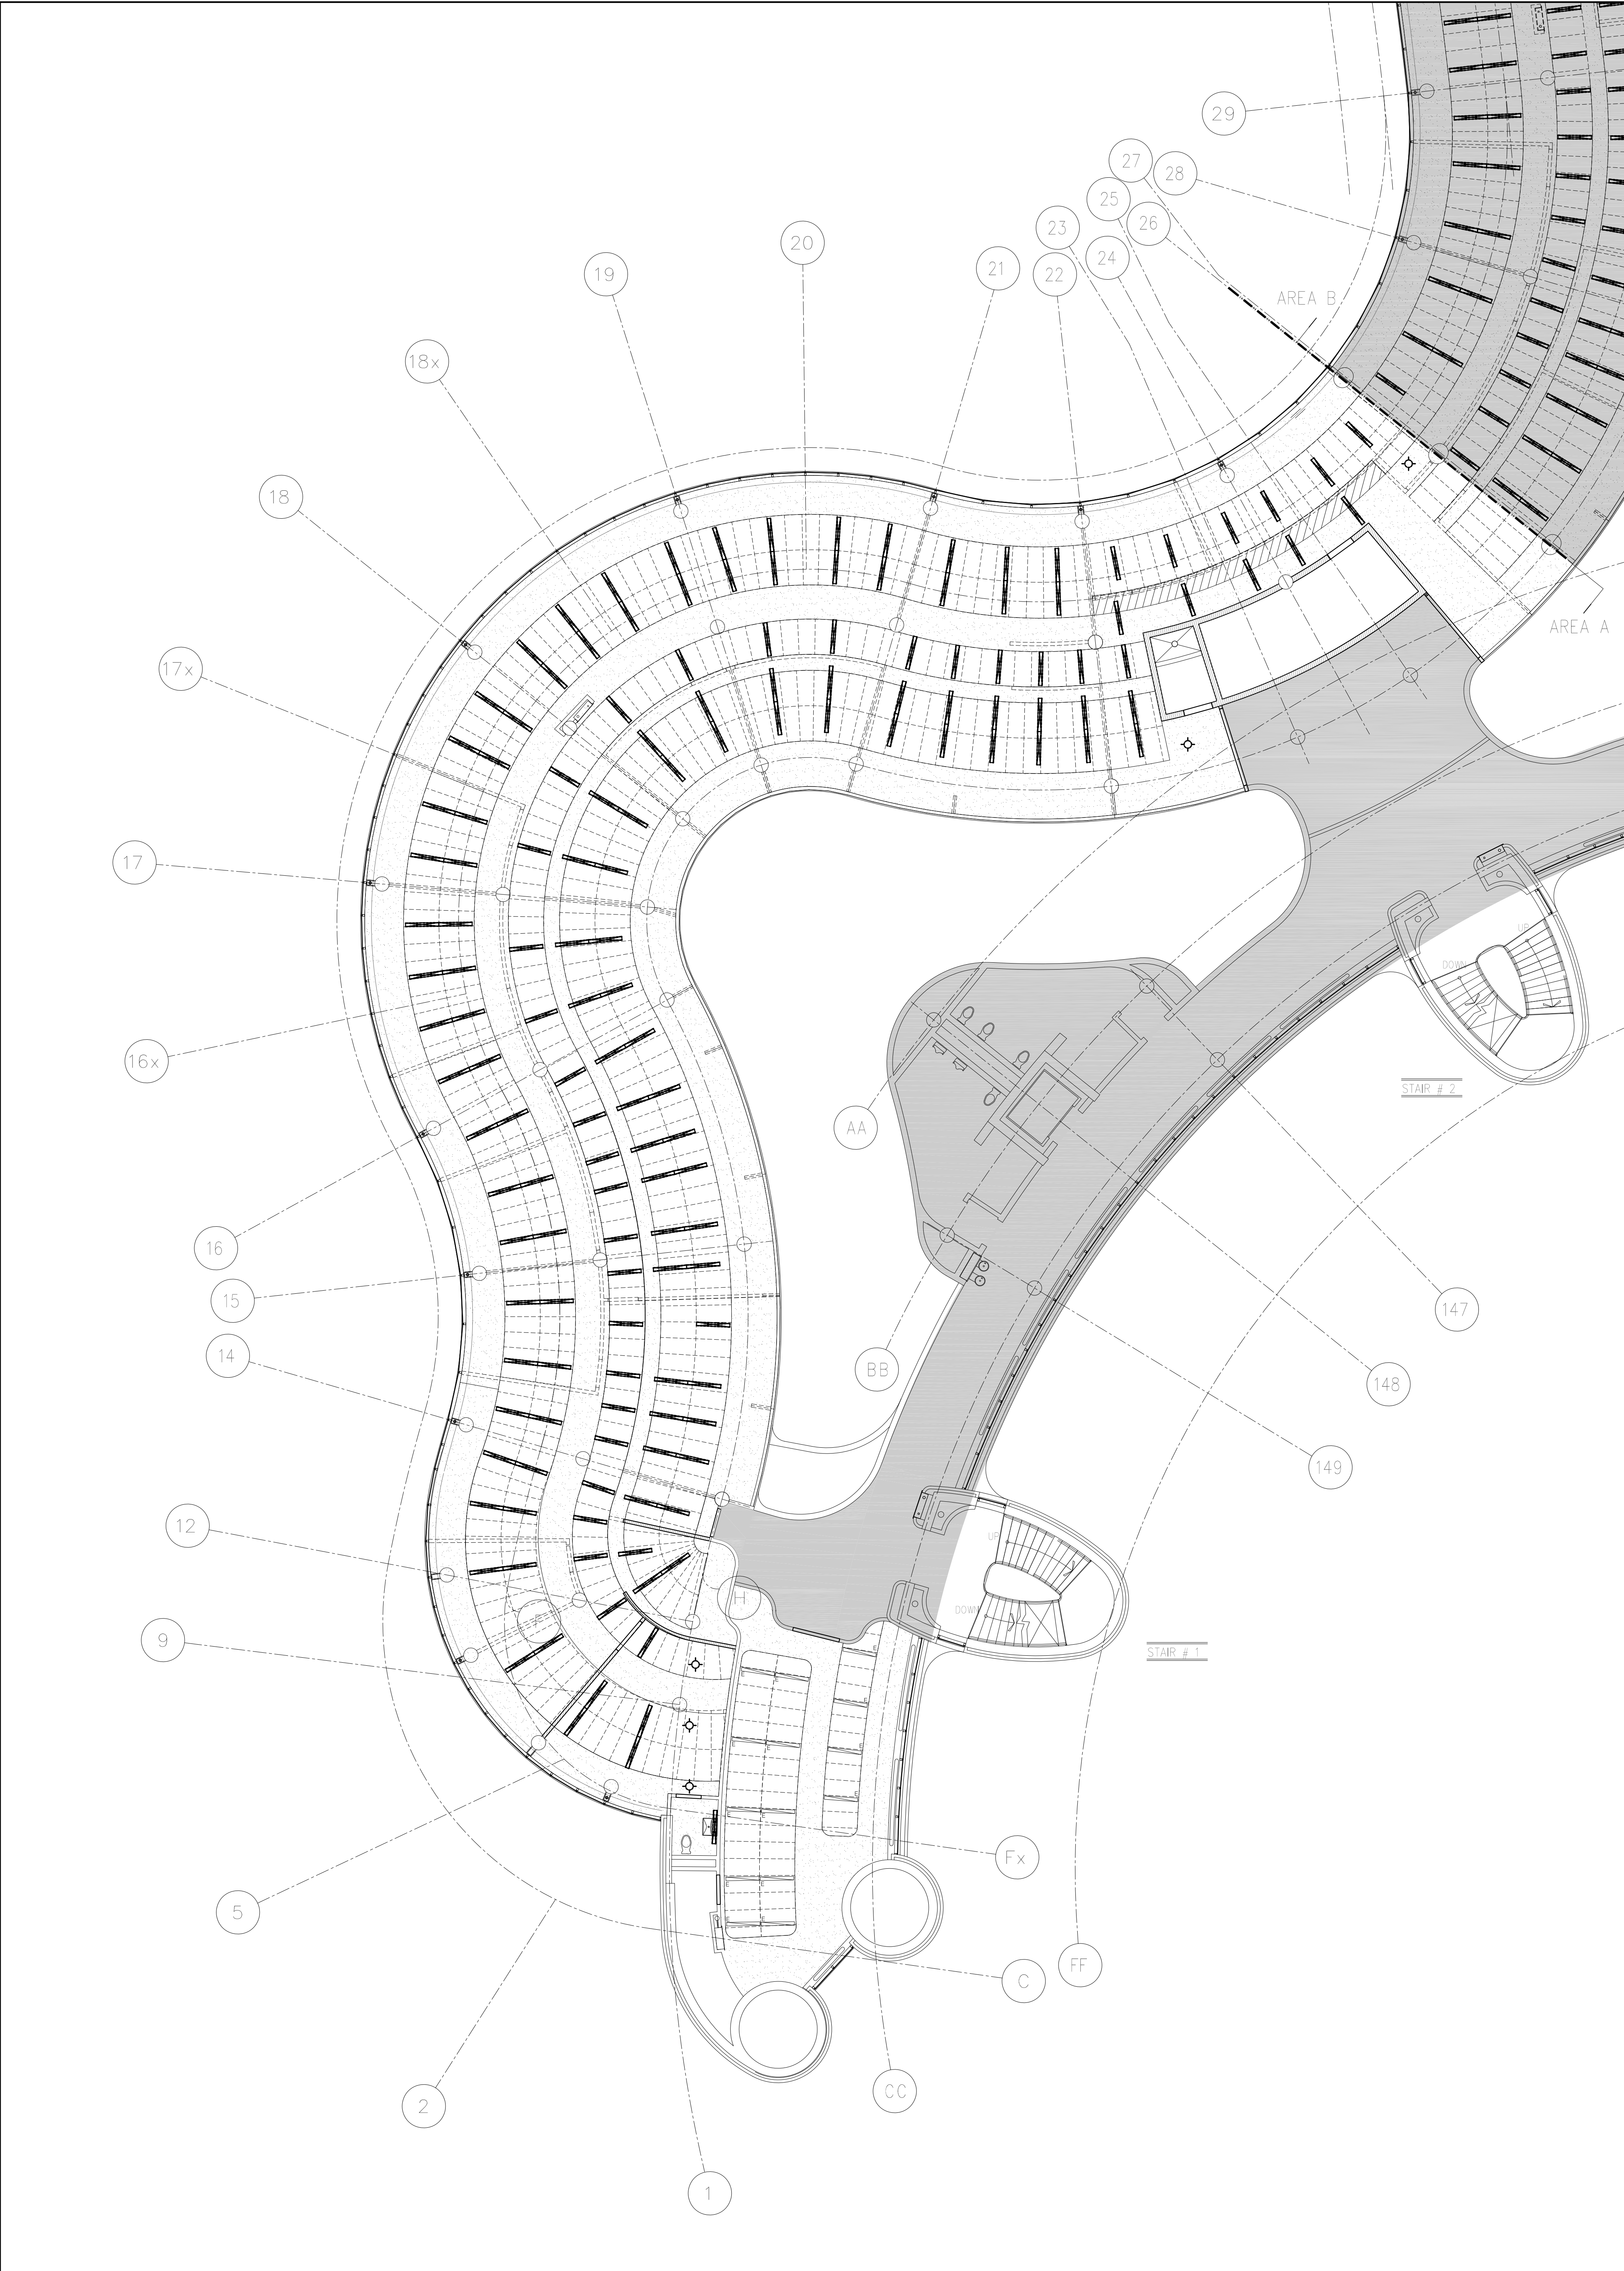 29
27
28
25
26
23
24
20
21
22
19
AREA B
18x
18
AREA A
17x
17
UP
DOWN
16x
STAIR # 2
AA
16
15
147
14
BB
148
149
12
UP
H
DOWN
9
STAIR # 1
E
E
E
E
E
E
E
E
E
E
E
E
E
E
Fx
5
FF
C
CC
2
1